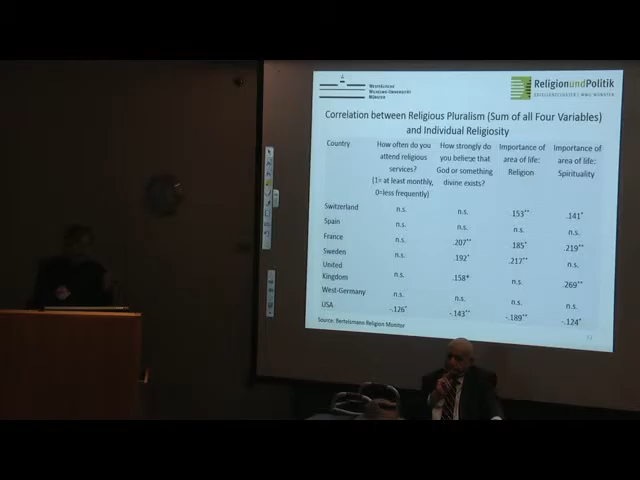 WESTFÄLISCHE
WILHELMS-UNIVERSITÄT
MÜNSTER
ReligionundPolitik
EXZELLENZCLUSTER | WWU MÜNSTER
Correlation between Religious Pluralism (Sum of all Four Variables)
and Individual Religiosity
Country How often do you attend religious services? (1= at least monthly, 0=less frequently) How strongly do you believe that God or something divine exists? Importance of area of life: Religion Importance of area of life: Spirituality
Switzerland n.s. n.s. .153** .141*
Spain n.s. n.s. n.s. n.s.
France n.s. .207** .185* .219**
Sweden n.s. .192* .217** n.s.
United Kingdom n.s. .158* n.s. .269**
West-Germany n.s. n.s. n.s. n.s.
USA -.126* -.143** -.189** -.124*
Source: Bertelsmann Religion Monitor